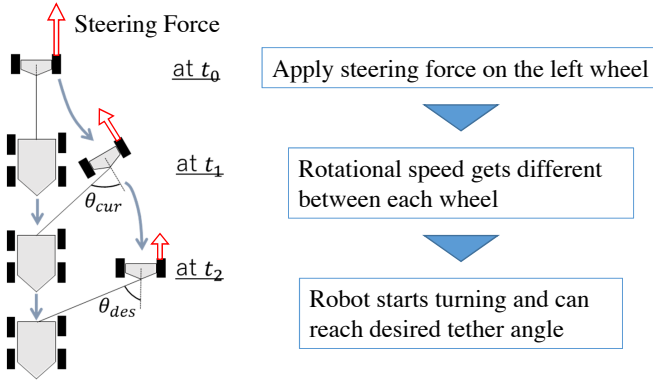 Steering Force
at t₀
at t₁
θcur
at t₂
θdes
Apply steering force on the left wheel
Rotational speed gets different
between each wheel
Robot starts turning and can
reach desired tether angle